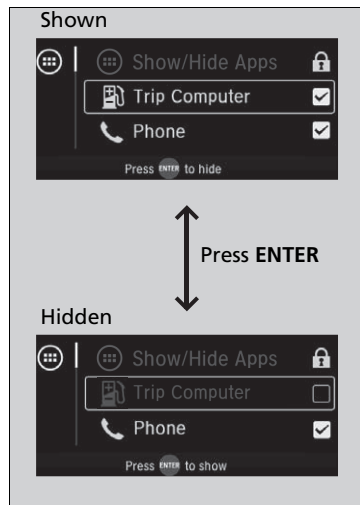 Shown
Show/Hide Apps
Trip Computer
Phone
Press ENTER to hide
Press ENTER
Hidden
Show/Hide Apps
Trip Computer
Phone
Press ENTER to show